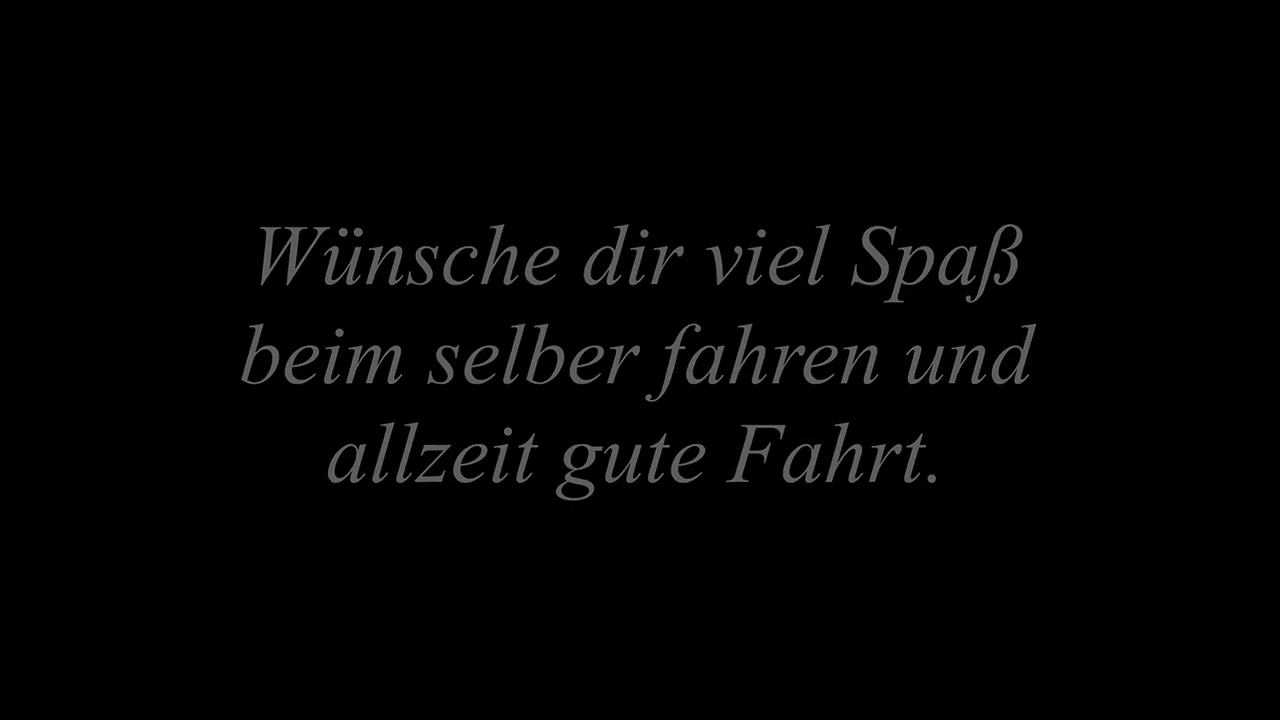 Wünsche dir viel Spaß
beim selber fahren und
allzeit gute Fahrt.